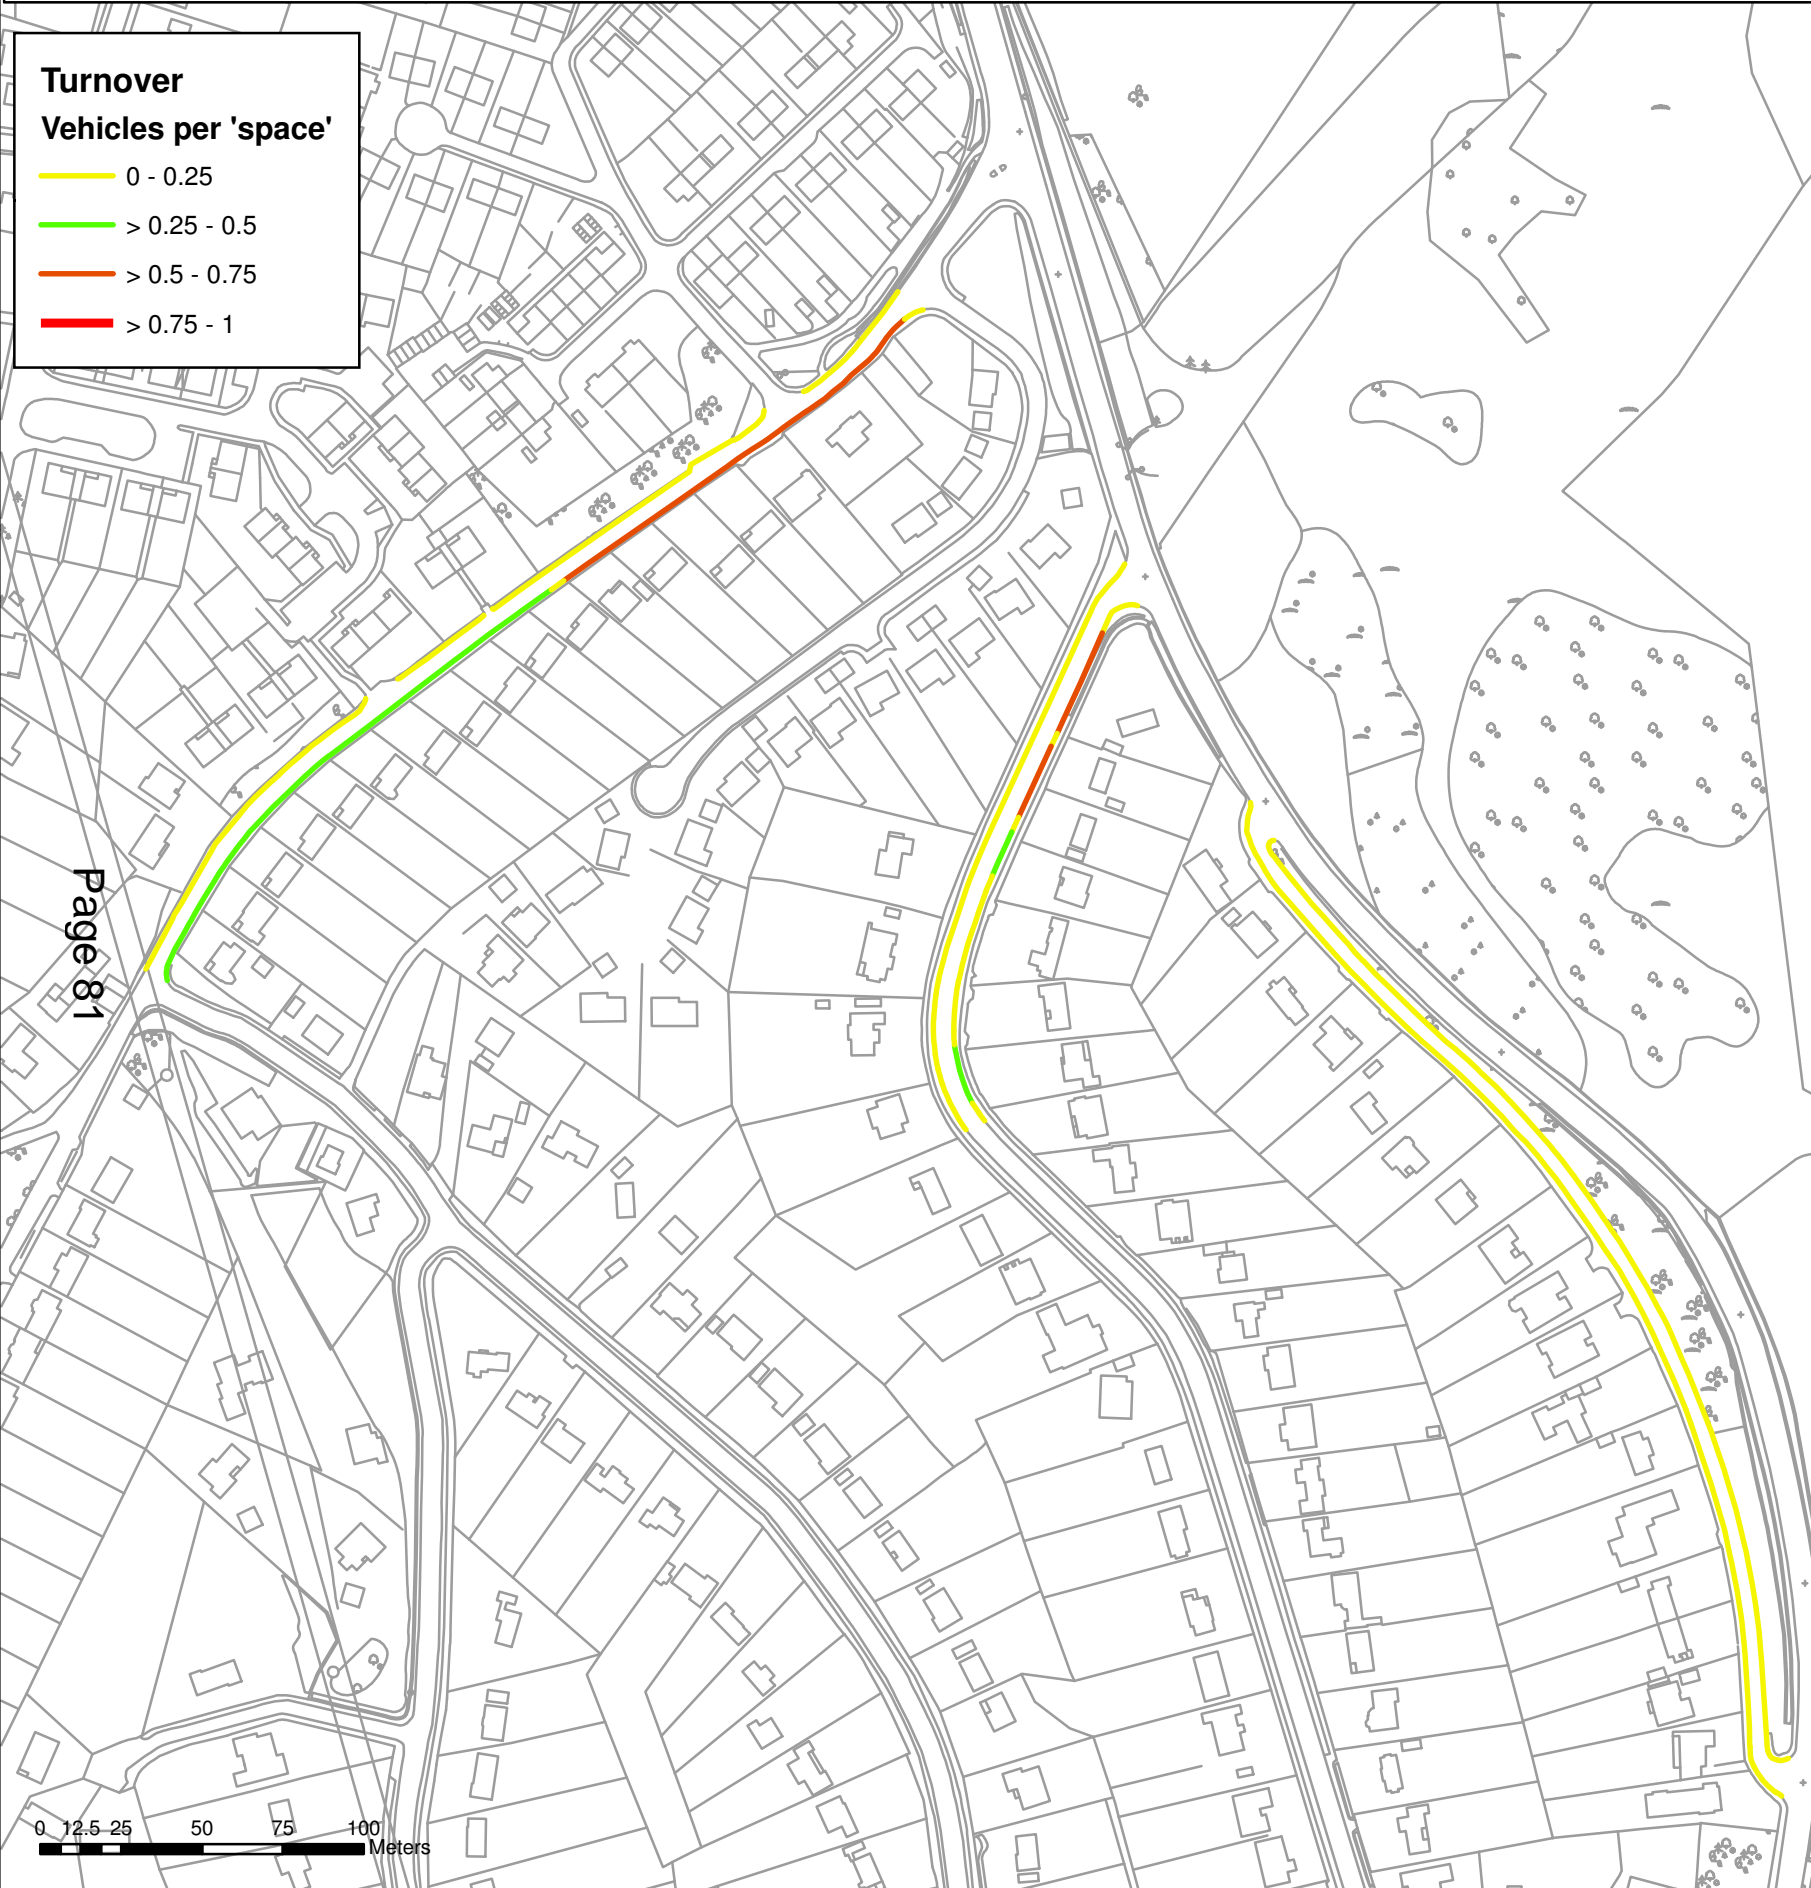 Turnover
Vehicles per 'space'
0 - 0.25
> 0.25 - 0.5
> 0.5 - 0.75
> 0.75 - 1
Page 81
0 12.5 25 50 75 100
Meters